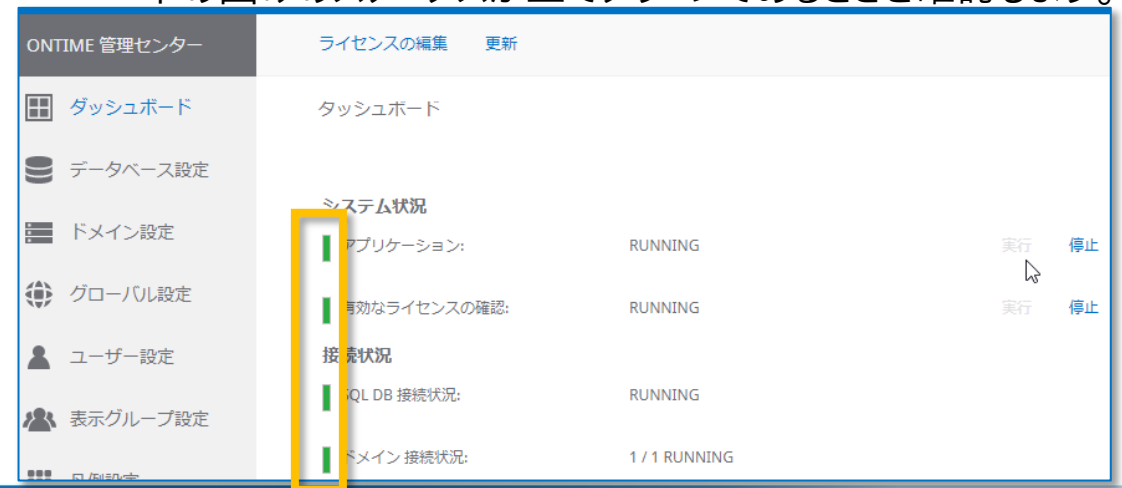 ONTIME 管理センター
ライセンスの編集 更新
ダッシュボード
タッシュボード
データベース設定
システム状況
ドメイン設定
アプリケーション: RUNNING 実行 停止
グローバル設定
有効なライセンスの確認: RUNNING 実行 停止
ユーザー設定
接続状況
SQL DB 接続状況: RUNNING
表示グループ設定
ドメイン 接続状況: 1 / 1 RUNNING